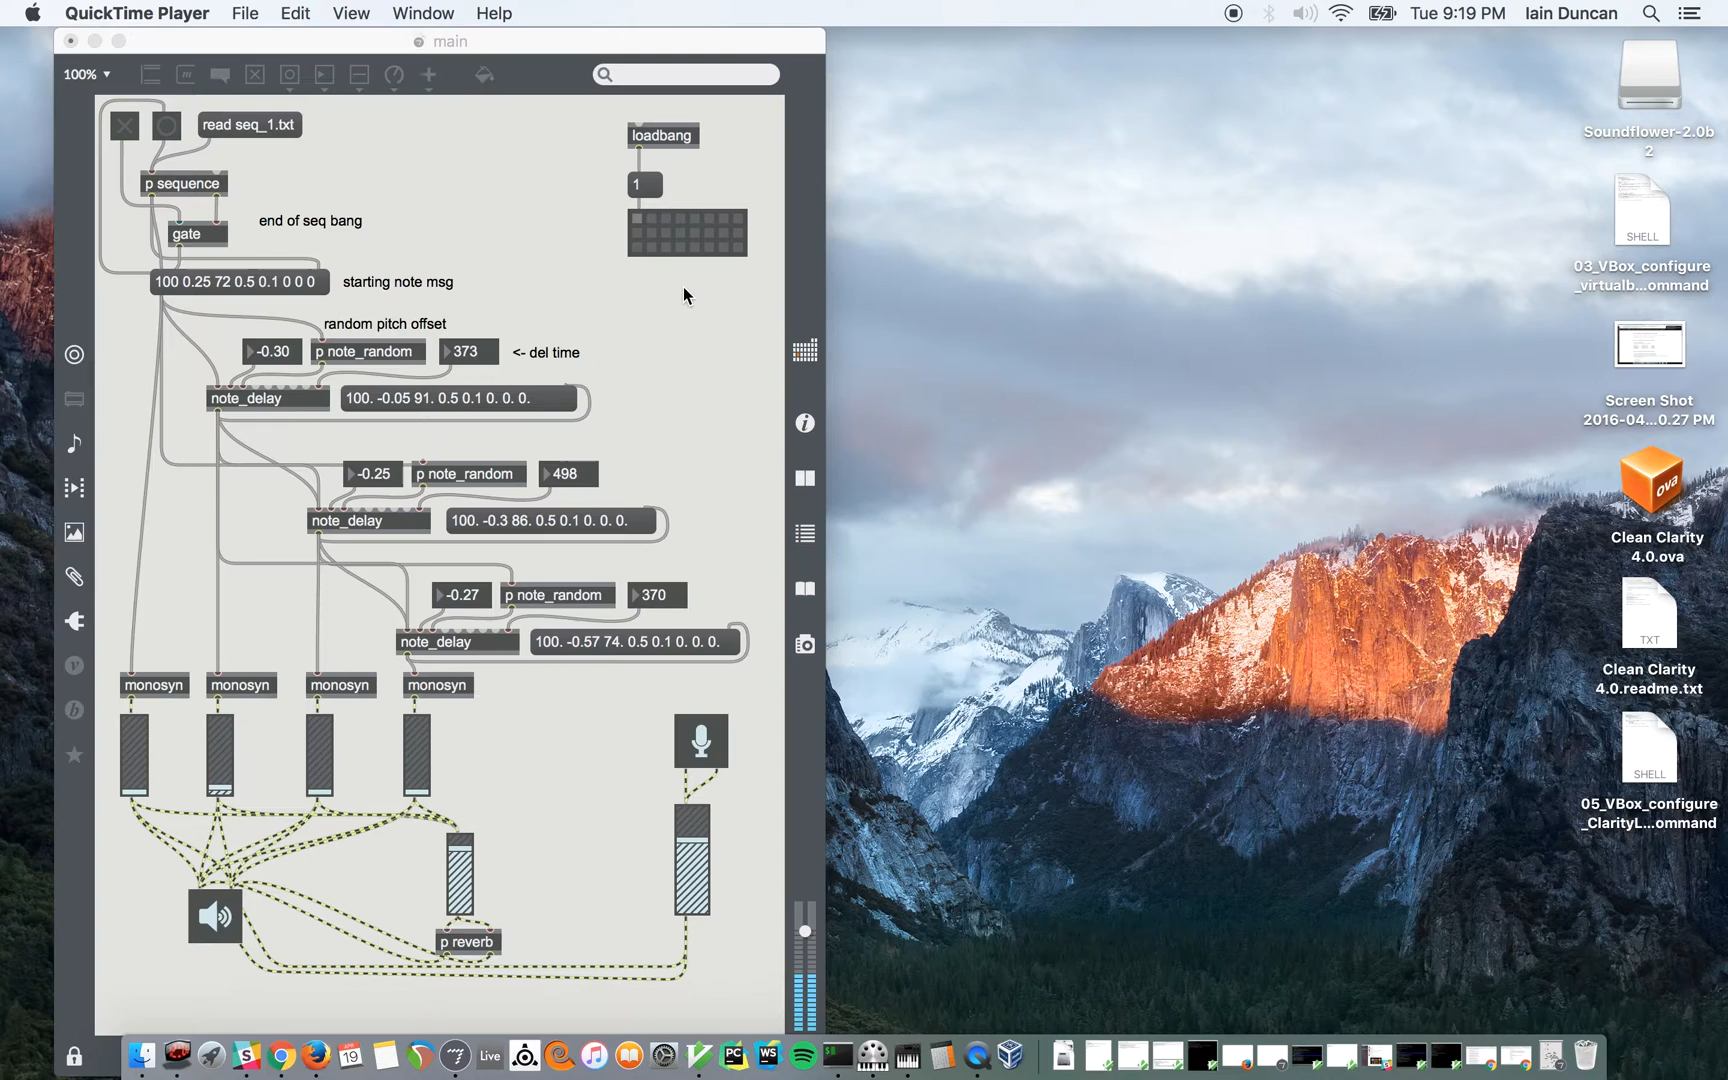 QuickTime Player File Edit View Window Help
Tue 9:19 PM Iain Duncan
main
100%
read seq_1.txt
loadbang
p sequence
1
end of seq bang
gate
100 0.25 72 0.5 0.1 0 0 0
starting note msg
random pitch offset
-0.30 p note_random 373 <- del time
note_delay 100. -0.05 91. 0.5 0.1 0. 0. 0.
-0.25 p note_random 498
note_delay 100. -0.3 86. 0.5 0.1 0. 0. 0.
-0.27 p note_random 370
note_delay 100. -0.57 74. 0.5 0.1 0. 0. 0.
monosyn monosyn monosyn monosyn
p reverb
Soundflower-2.0b
2
SHELL
03_VBox_configure
_virtualb...ommand
Screen Shot
2016-04...0.27 PM
ova
Clean Clarity
4.0.ova
TXT
Clean Clarity
4.0.readme.txt
SHELL
05_VBox_configure
_ClarityL...ommand
APR
19
Live
PC
WS